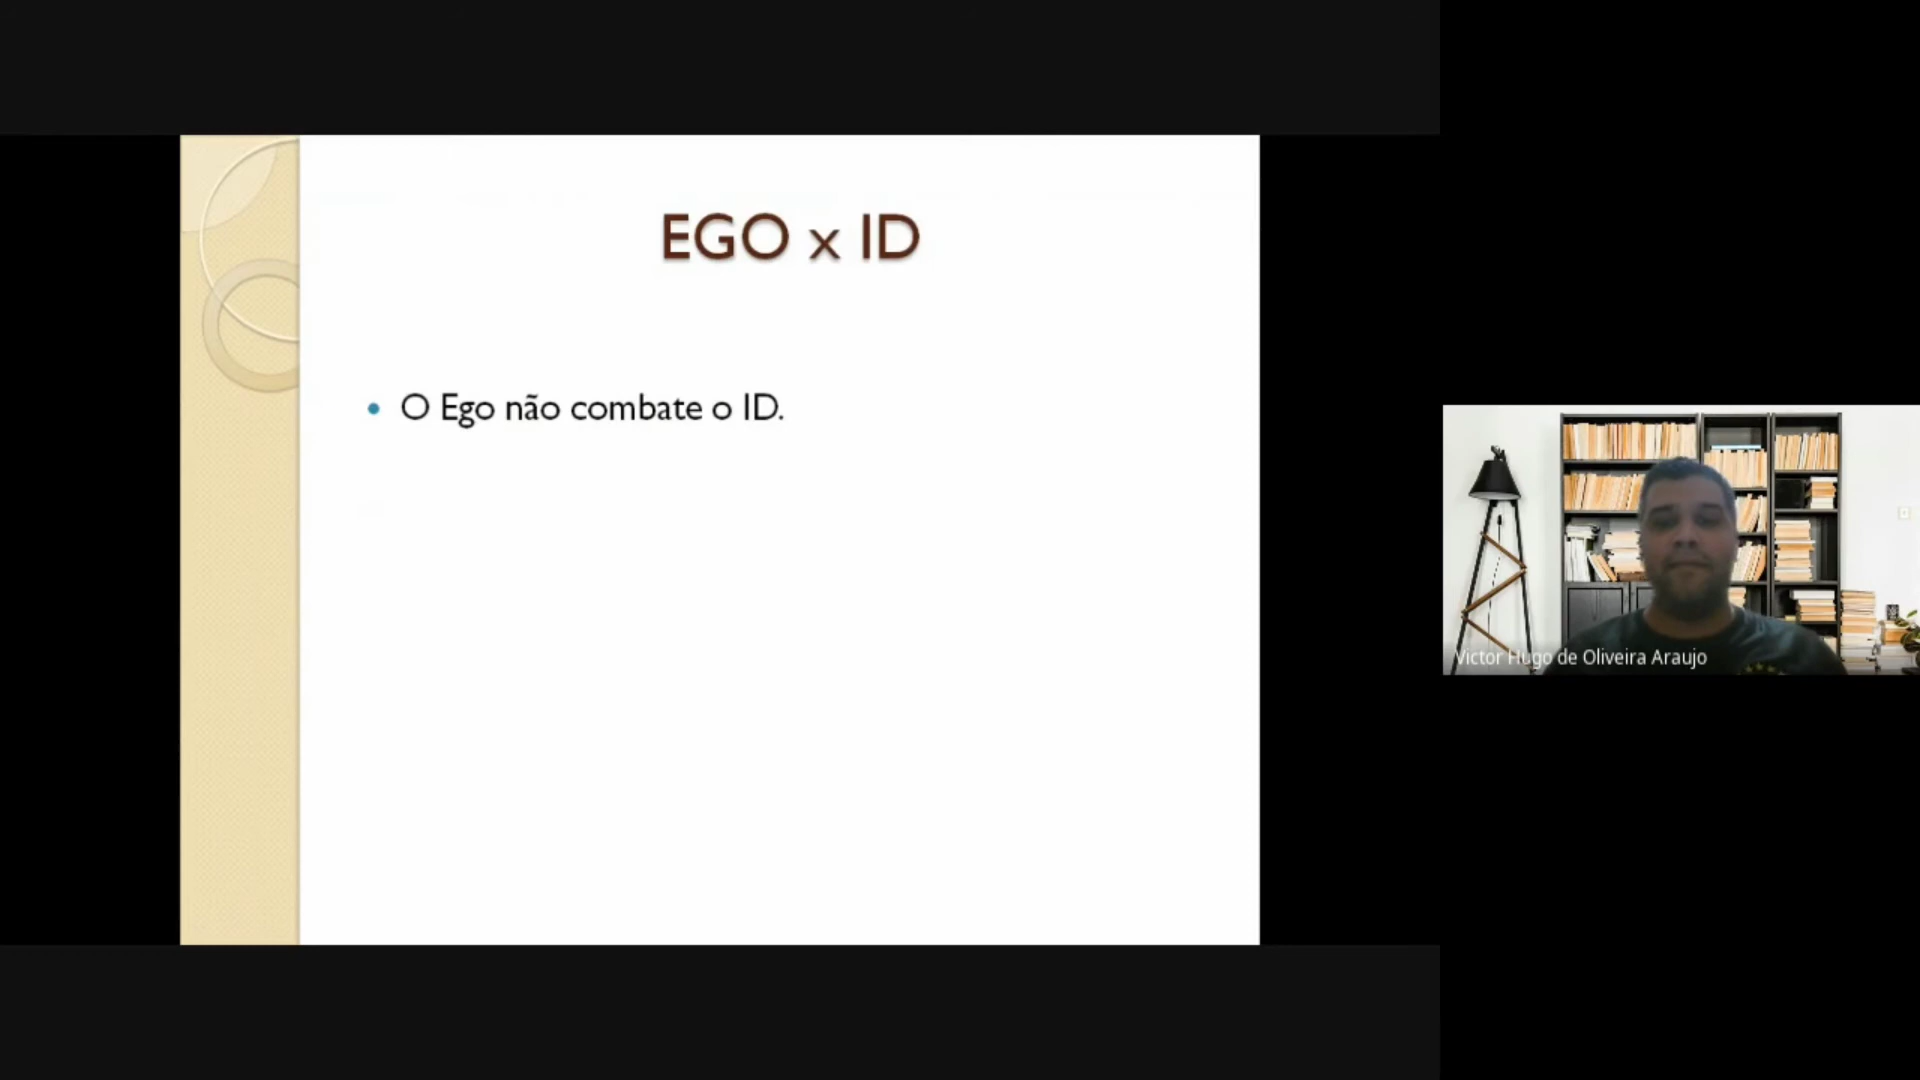 EGO x ID
• O Ego não combate o ID.
Victor Hugo de Oliveira Araujo